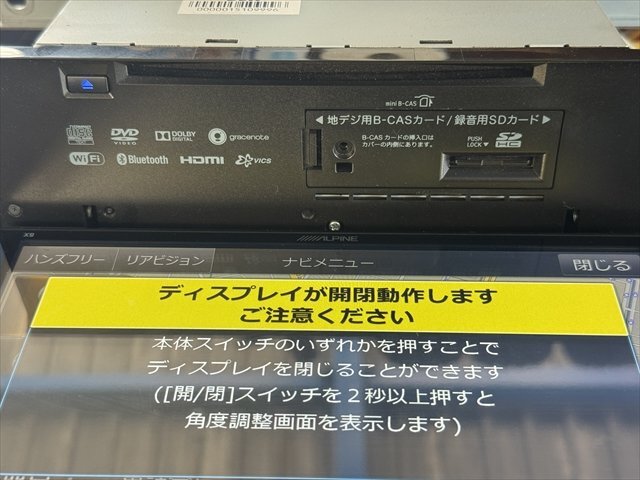 0000015109996
mini B-CAS
◀ 地デジ用B-CASカード / 録音用SDカード ▶
B-CAS カードの挿入口は
カバーの内側にあります。
PUSH
LOCK ▼
SD
HC
COMPACT
disc
DVD
VIDEO
DOLBY
DIGITAL
gracenote
Wi Fi
Bluetooth
HDMI
VICS
X9
ALPINE
ハンズフリー
リアビジョン
ナビメニュー
閉じる
ディスプレイが開閉動作します
ご注意ください
本体スイッチのいずれかを押すことで
ディスプレイを閉じることができます
([開/閉]スイッチを2秒以上押すと
角度調整画面を表示します)